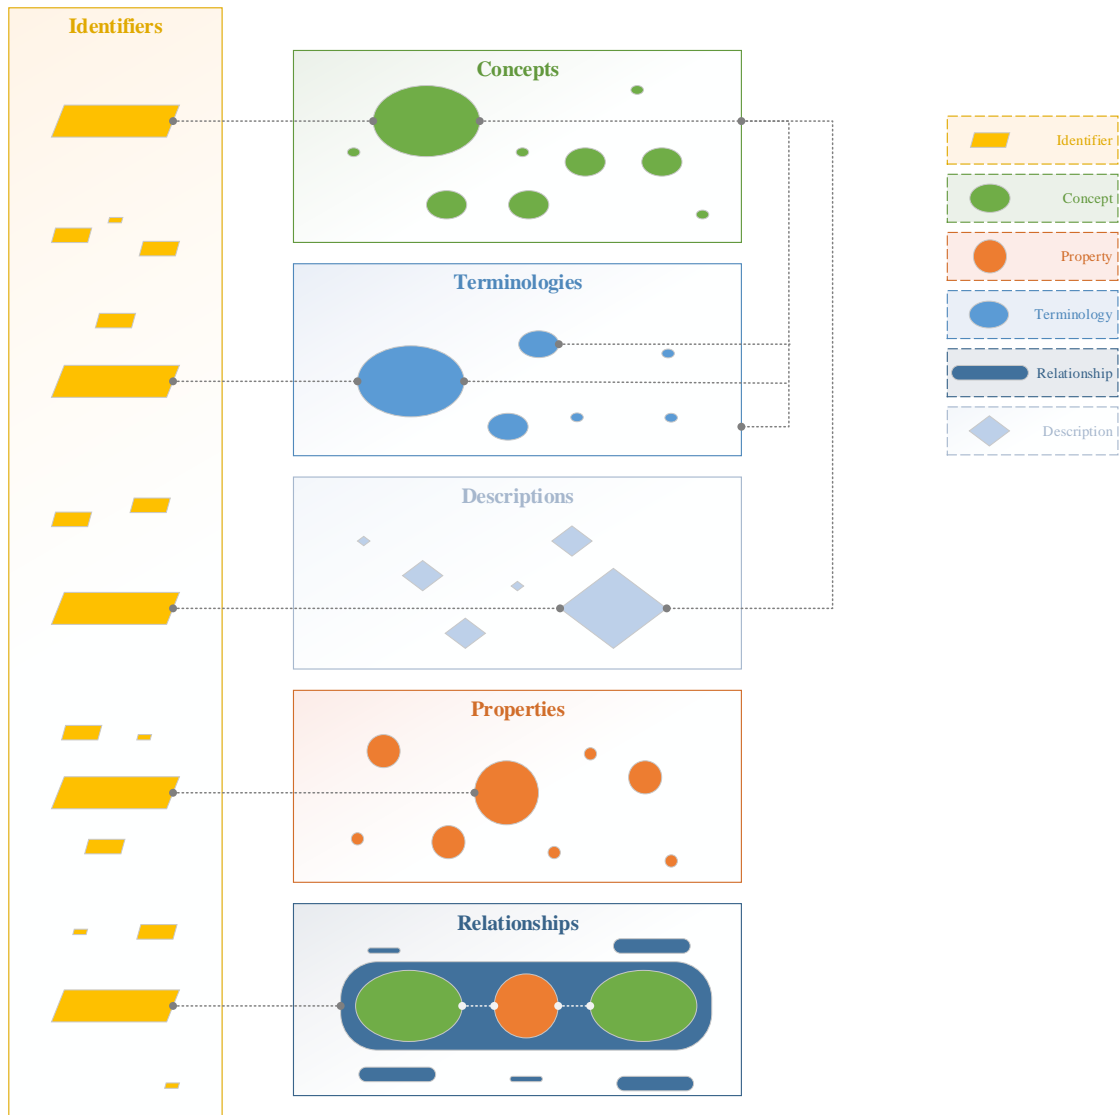 Identifiers
Concepts
Terminologies
Descriptions
Properties
Relationships
Identifier
Concept
Property
Terminology
Relationship
Description